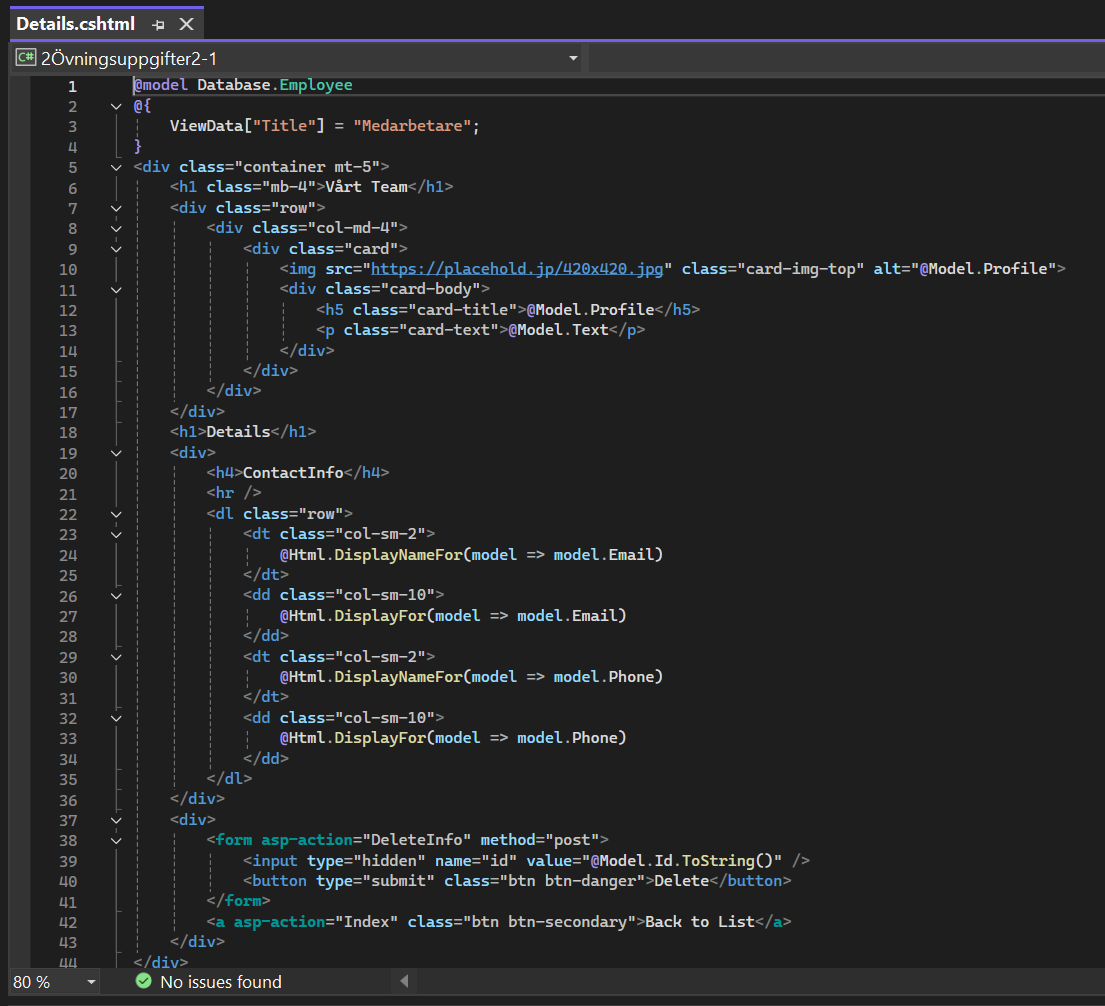 Details.cshtml
C# 2Övningsuppgifter2-1
1 @model Database.Employee
2 @{
3     ViewData["Title"] = "Medarbetare";
4 }
5 <div class="container mt-5">
6     <h1 class="mb-4">Vårt Team</h1>
7     <div class="row">
8         <div class="col-md-4">
9             <div class="card">
10                 <img src="https://placehold.jp/420x420.jpg" class="card-img-top" alt="@Model.Profile">
11                 <div class="card-body">
12                     <h5 class="card-title">@Model.Profile</h5>
13                     <p class="card-text">@Model.Text</p>
14                 </div>
15             </div>
16         </div>
17     </div>
18     <h1>Details</h1>
19     <div>
20         <h4>ContactInfo</h4>
21         <hr />
22         <dl class="row">
23             <dt class="col-sm-2">
24                 @Html.DisplayNameFor(model => model.Email)
25             </dt>
26             <dd class="col-sm-10">
27                 @Html.DisplayFor(model => model.Email)
28             </dd>
29             <dt class="col-sm-2">
30                 @Html.DisplayNameFor(model => model.Phone)
31             </dt>
32             <dd class="col-sm-10">
33                 @Html.DisplayFor(model => model.Phone)
34             </dd>
35         </dl>
36     </div>
37     <div>
38         <form asp-action="DeleteInfo" method="post">
39             <input type="hidden" name="id" value="@Model.Id.ToString()" />
40             <button type="submit" class="btn btn-danger">Delete</button>
41         </form>
42         <a asp-action="Index" class="btn btn-secondary">Back to List</a>
43     </div>
44 </div>
80 % No issues found